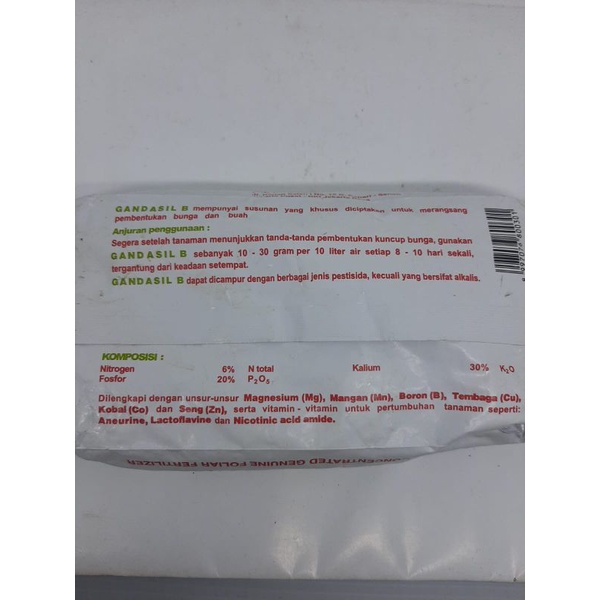 GANDASIL B mempunyai susunan yang khusus diciptakan untuk merangsang
pembentukan bunga dan buah
Anjuran penggunaan :
Segera setelah tanaman menunjukkan tanda-tanda pembentukan kuncup bunga, gunakan
GANDASIL B sebanyak 10 - 30 gram per 10 liter air setiap 8 - 10 hari sekali,
tergantung dari keadaan setempat.
GANDASIL B dapat dicampur dengan berbagai jenis pestisida, kecuali yang bersifat alkalis.
KOMPOSISI :
Nitrogen 6% N total Kalium 30% K₂O
Fosfor 20% P₂O₅
Dilengkapi dengan unsur-unsur Magnesium (Mg), Mangan (Mn), Boron (B), Tembaga (Cu),
Kobal (Co) dan Seng (Zn), serta vitamin - vitamin untuk pertumbuhan tanaman seperti:
Aneurine, Lactoflavine dan Nicotinic acid amide.
GENUINE FOLIAR FERTILIZER